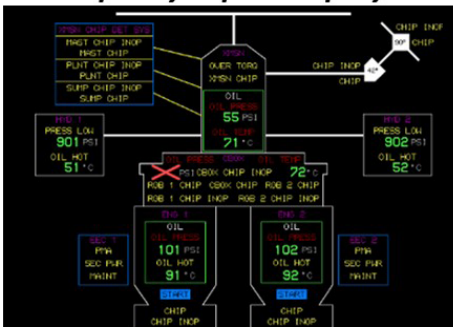 XMSN CHIP DET SYS
MAST CHIP INOP
MAST CHIP
PLNT CHIP INOP
PLNT CHIP
SUMP CHIP INOP
SUMP CHIP
XMSN
OVER TORQ
XMSN CHIP
OIL
OIL PRESS
55 PSI
OIL TEMP
71 °C
CHIP INOP
90° CHIP
CHIP INOP
42°
CHIP
HYD 1
PRESS LOW
901 PSI
OIL HOT
51 °C
HYD 2
PRESS LOW
902 PSI
OIL HOT
52 °C
OIL PRESS CBOX OIL TEMP
PSI CBOX CHIP INOP 72 °C
RGB 1 CHIP CBOX CHIP RGB 2 CHIP
RGB 1 CHIP INOP RGB 2 CHIP INOP
ENG 1
OIL
OIL PRESS
101 PSI
OIL HOT
91 °C
START
CHIP
CHIP INOP
ENG 2
OIL
OIL PRESS
102 PSI
OIL HOT
92 °C
START
CHIP
CHIP INOP
SEC 1
PMA
SEC PWR
MAINT
SEC 2
PMA
SEC PWR
MAINT